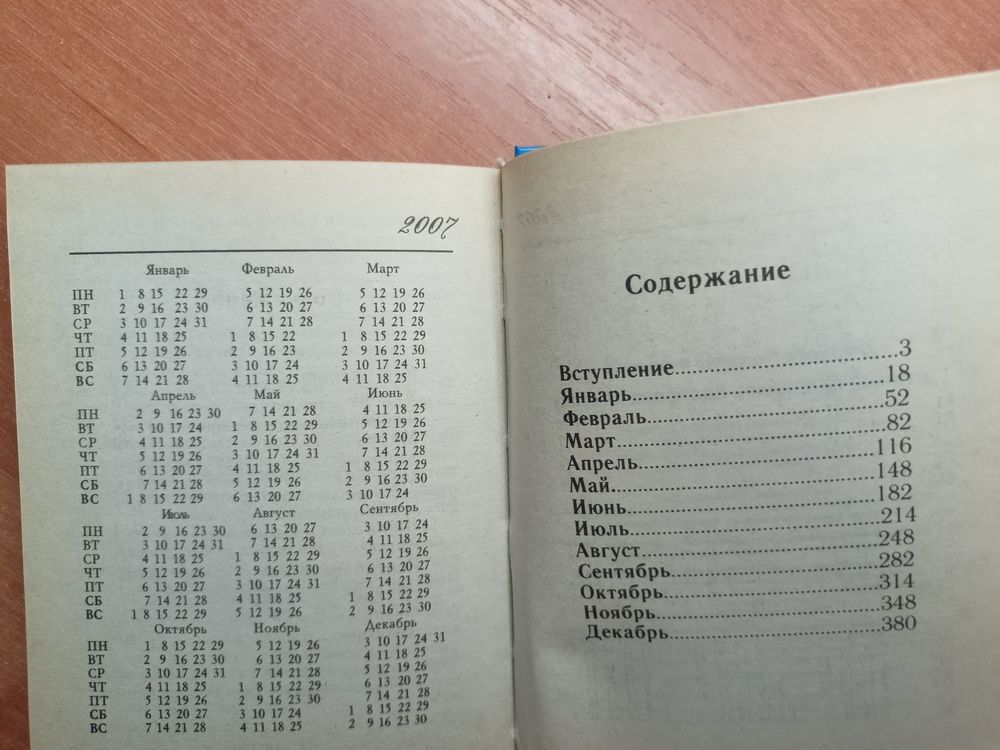 2007
Январь Февраль Март
ПН 1 8 15 22 29 5 12 19 26 5 12 19 26
ВТ 2 9 16 23 30 6 13 20 27 6 13 20 27
СР 3 10 17 24 31 7 14 21 28 7 14 21 28
ЧТ 4 11 18 25 1 8 15 22 1 8 15 22 29
ПТ 5 12 19 26 2 9 16 23 2 9 16 23 30
СБ 6 13 20 27 3 10 17 24 3 10 17 24 31
ВС 7 14 21 28 4 11 18 25 4 11 18 25
Апрель Май Июнь
ПН 2 9 16 23 30 7 14 21 28 4 11 18 25
ВТ 3 10 17 24 1 8 15 22 29 5 12 19 26
СР 4 11 18 25 2 9 16 23 30 6 13 20 27
ЧТ 5 12 19 26 3 10 17 24 31 7 14 21 28
ПТ 6 13 20 27 4 11 18 25 1 8 15 22 29
СБ 7 14 21 28 5 12 19 26 2 9 16 23 30
ВС 1 8 15 22 29 6 13 20 27 3 10 17 24
Июль Август Сентябрь
ПН 2 9 16 23 30 6 13 20 27 3 10 17 24
ВТ 3 10 17 24 31 7 14 21 28 4 11 18 25
СР 4 11 18 25 1 8 15 22 29 5 12 19 26
ЧТ 5 12 19 26 2 9 16 23 30 6 13 20 27
ПТ 6 13 20 27 3 10 17 24 31 7 14 21 28
СБ 7 14 21 28 4 11 18 25 1 8 15 22 29
ВС 1 8 15 22 29 5 12 19 26 2 9 16 23 30
Октябрь Ноябрь Декабрь
ПН 1 8 15 22 29 5 12 19 26 3 10 17 24 31
ВТ 2 9 16 23 30 6 13 20 27 4 11 18 25
СР 3 10 17 24 31 7 14 21 28 5 12 19 26
ЧТ 4 11 18 25 1 8 15 22 29 6 13 20 27
ПТ 5 12 19 26 2 9 16 23 30 7 14 21 28
СБ 6 13 20 27 3 10 17 24 1 8 15 22 29
ВС 7 14 21 28 4 11 18 25 2 9 16 23 30
Содержание
Вступление 3
Январь 18
Февраль 52
Март 82
Апрель 116
Май 148
Июнь 182
Июль 214
Август 248
Сентябрь 282
Октябрь 314
Ноябрь 348
Декабрь 380